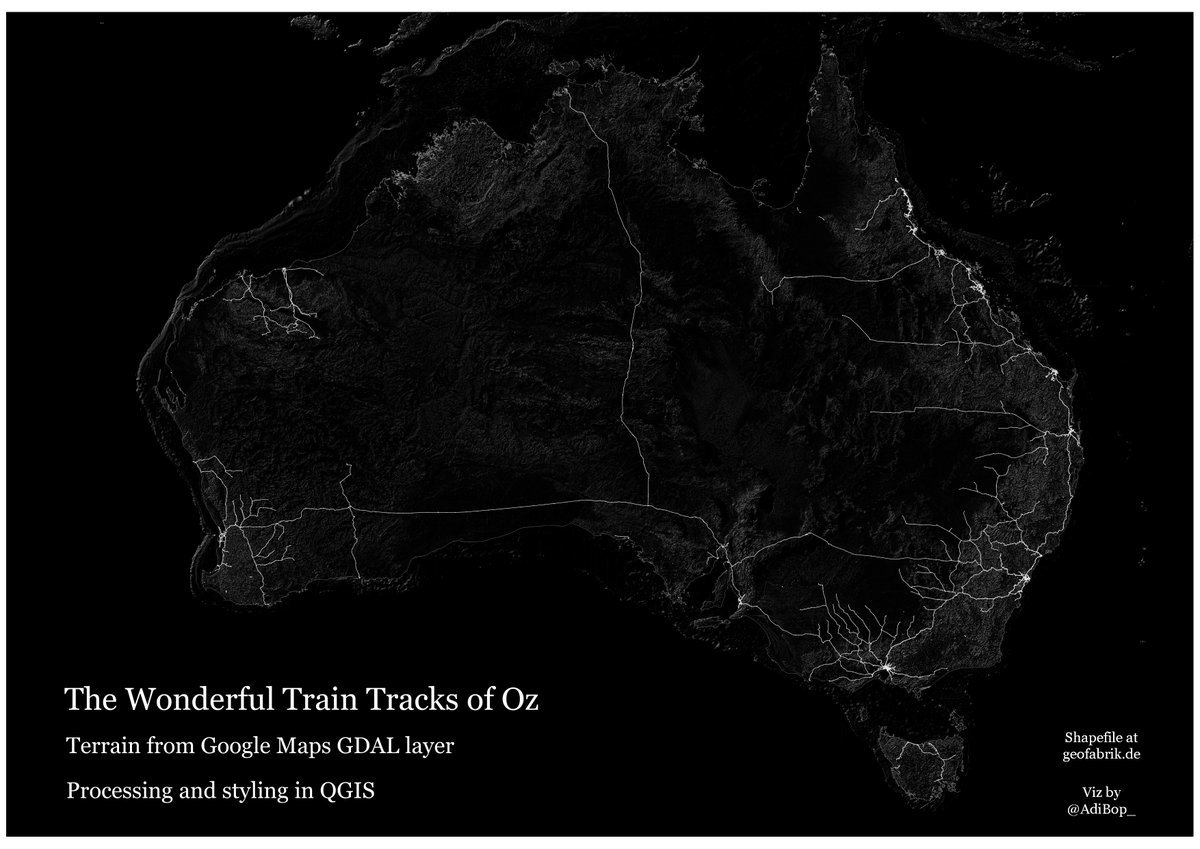 The Wonderful Train Tracks of Oz
Terrain from Google Maps GDAL layer
Processing and styling in QGIS
Shapefile at
geofabrik.de
Viz by
@AdiBop_